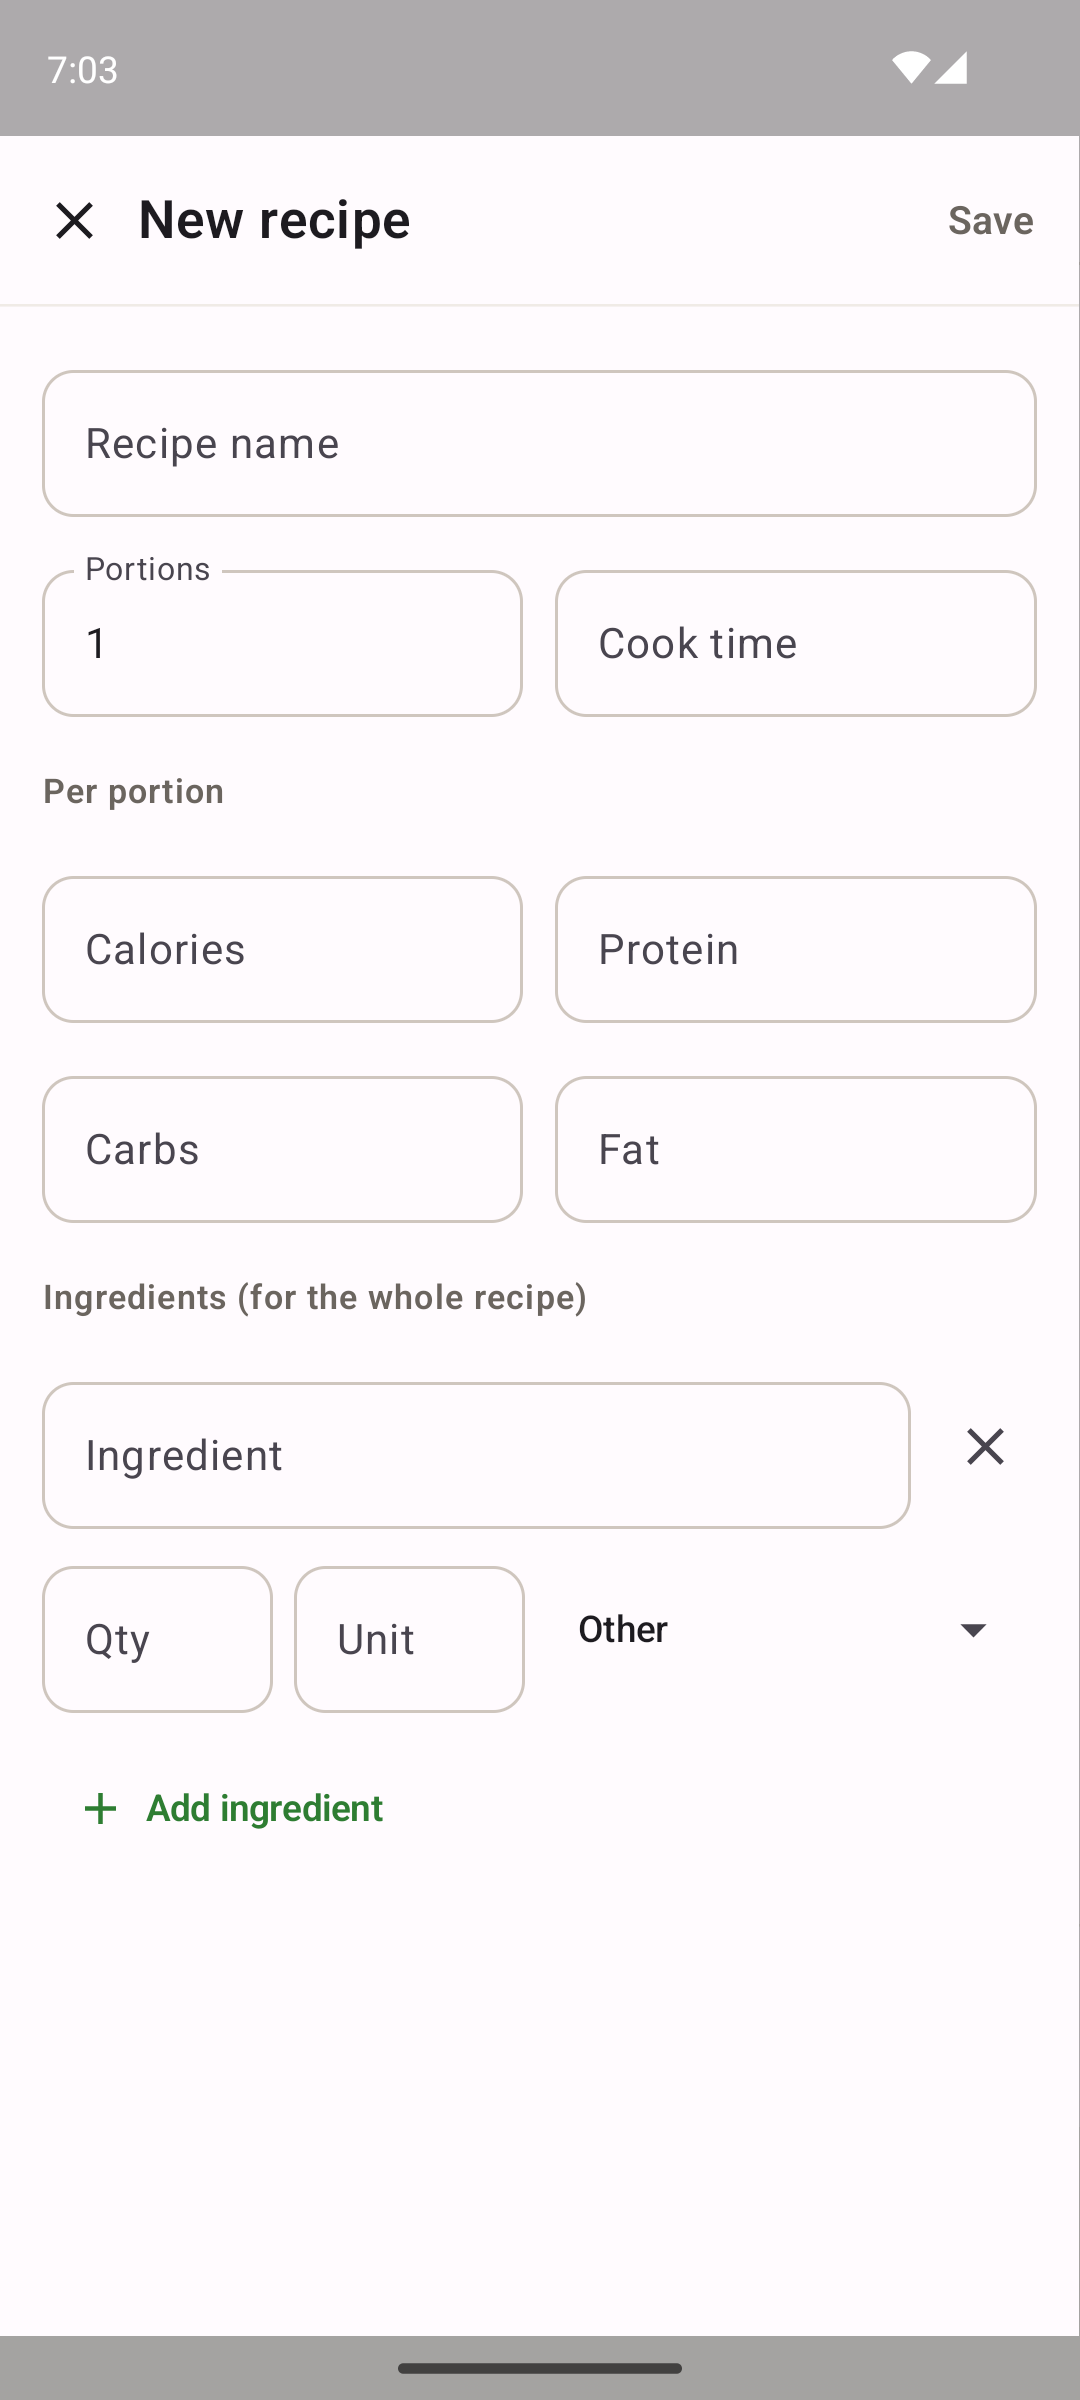 7:03
New recipe
Save
Recipe name
Portions
1
Cook time
Per portion
Calories
Protein
Carbs
Fat
Ingredients (for the whole recipe)
Ingredient
Qty
Unit
Other
Add ingredient